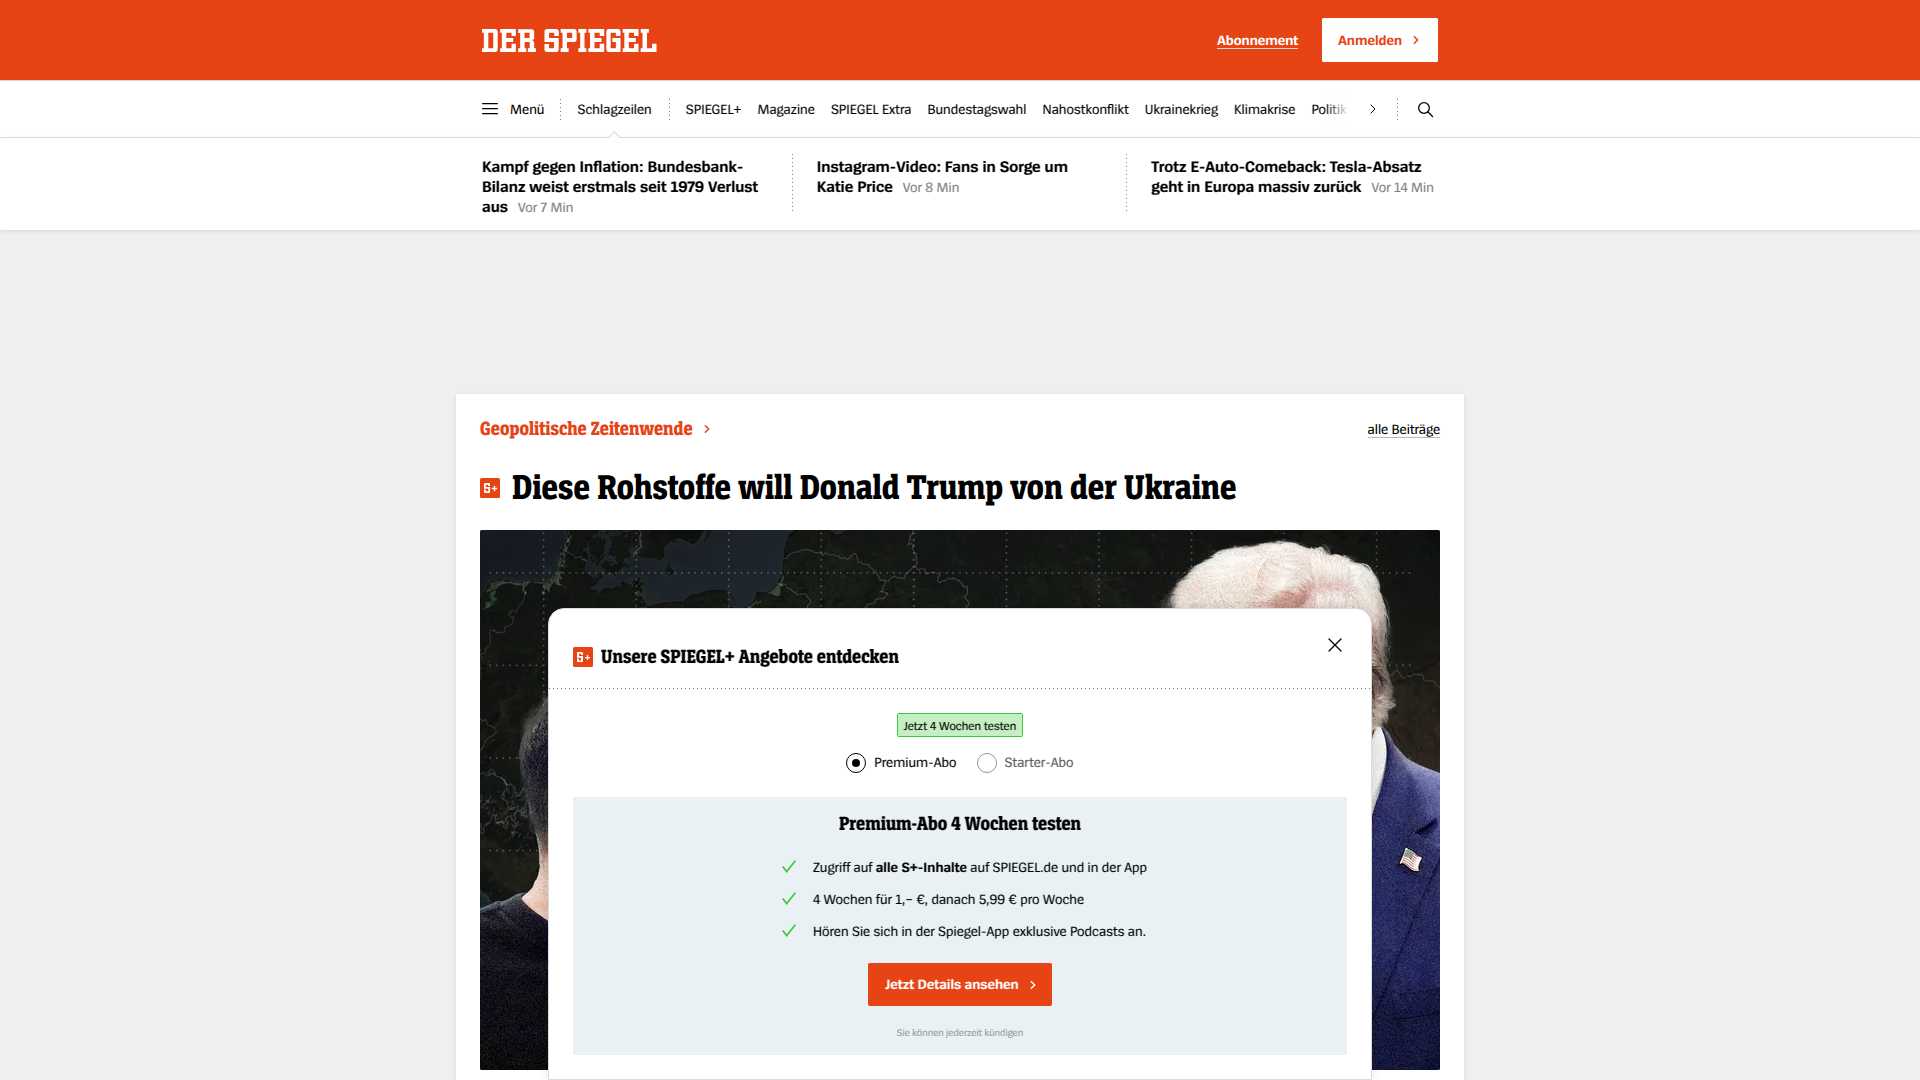 DER SPIEGEL
Abonnement
Anmelden
Menü
Schlagzeilen
SPIEGEL+
Magazine
SPIEGEL Extra
Bundestagswahl
Nahostkonflikt
Ukrainekrieg
Klimakrise
Politik
Kampf gegen Inflation: Bundesbank-
Bilanz weist erstmals seit 1979 Verlust
aus Vor 7 Min
Instagram-Video: Fans in Sorge um
Katie Price Vor 8 Min
Trotz E-Auto-Comeback: Tesla-Absatz
geht in Europa massiv zurück Vor 14 Min
Geopolitische Zeitenwende
alle Beiträge
S+ Diese Rohstoffe will Donald Trump von der Ukraine
S+ Unsere SPIEGEL+ Angebote entdecken
Jetzt 4 Wochen testen
Premium-Abo
Starter-Abo
Premium-Abo 4 Wochen testen
Zugriff auf alle S+-Inhalte auf SPIEGEL.de und in der App
4 Wochen für 1,– €, danach 5,99 € pro Woche
Hören Sie sich in der Spiegel-App exklusive Podcasts an.
Jetzt Details ansehen
Sie können jederzeit kündigen